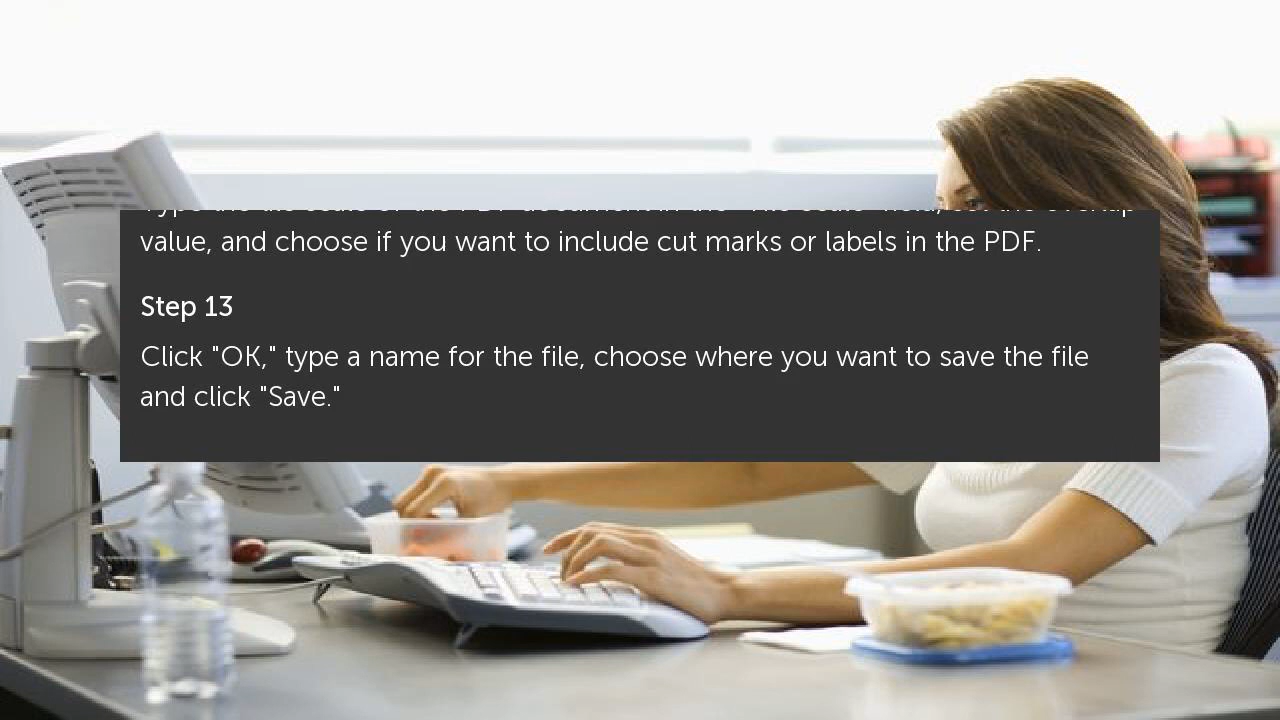 value, and choose if you want to include cut marks or labels in the PDF.
Step 13
Click "OK," type a name for the file, choose where you want to save the file
and click "Save."